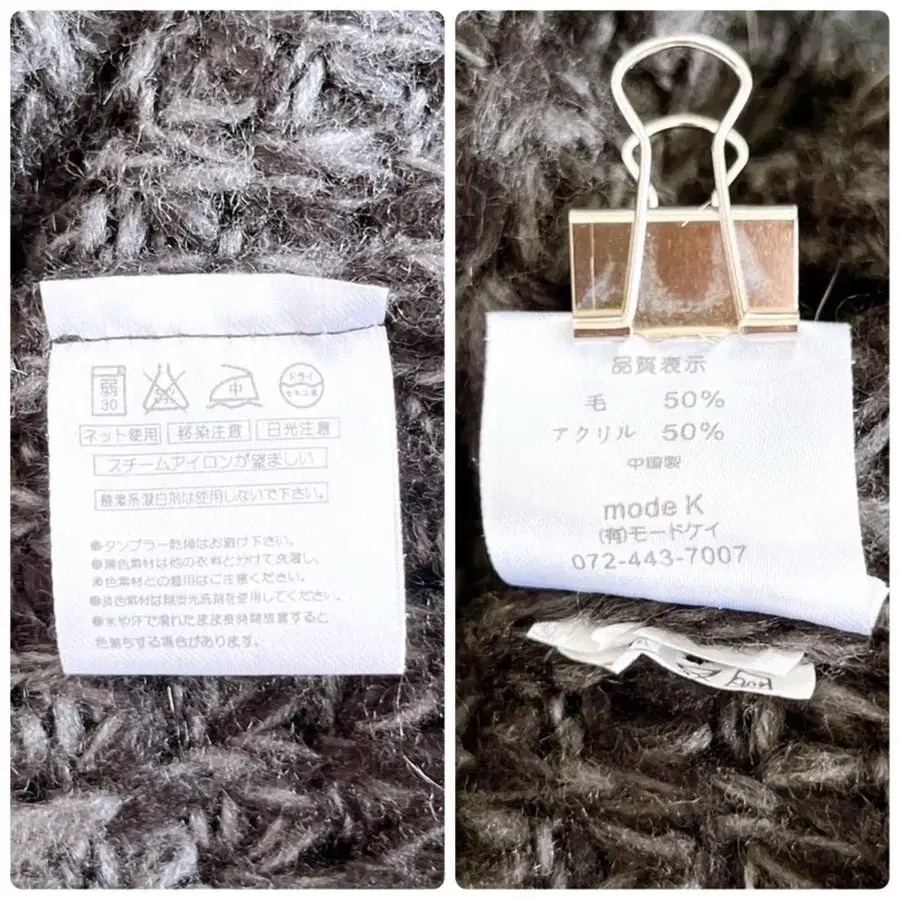 弱
30
中
ドライ
セキユ系
ネット使用 移染注意 日光注意
スチームアイロンが望ましい
酸素系漂白剤は使用しないで下さい。
●タンブラー乾燥はお避け下さい。
●濃色素材は他の衣料と分けて洗濯し、
淡色素材との着用はご注意ください。
●淡色素材は無蛍光洗剤を使用してください。
●水や汗で濡れたまま長時間放置すると
色落ちする場合があります。
品質表示
毛 50%
アクリル 50%
中国製
mode K
(有)モードケイ
072-443-7007